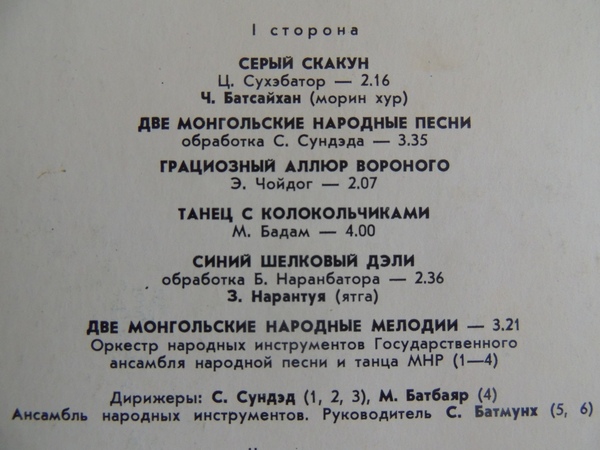 I сторона
СЕРЫЙ СКАКУН
Ц. Сухэбатор — 2.16
Ч. Батсайхан (морин хур)
ДВЕ МОНГОЛЬСКИЕ НАРОДНЫЕ ПЕСНИ
обработка С. Сундэда — 3.35
ГРАЦИОЗНЫЙ АЛЛЮР ВОРОНОГО
Э. Чойдог — 2.07
ТАНЕЦ С КОЛОКОЛЬЧИКАМИ
М. Бадам — 4.00
СИНИЙ ШЕЛКОВЫЙ ДЭЛИ
обработка Б. Наранбатора — 2.36
З. Нарантуя (ятга)
ДВЕ МОНГОЛЬСКИЕ НАРОДНЫЕ МЕЛОДИИ — 3.21
Оркестр народных инструментов Государственного
ансамбля народной песни и танца МНР (1—4)
Дирижеры: С. Сундэд (1, 2, 3), М. Батбаяр (4)
Ансамбль народных инструментов. Руководитель С. Батмунх (5, 6)